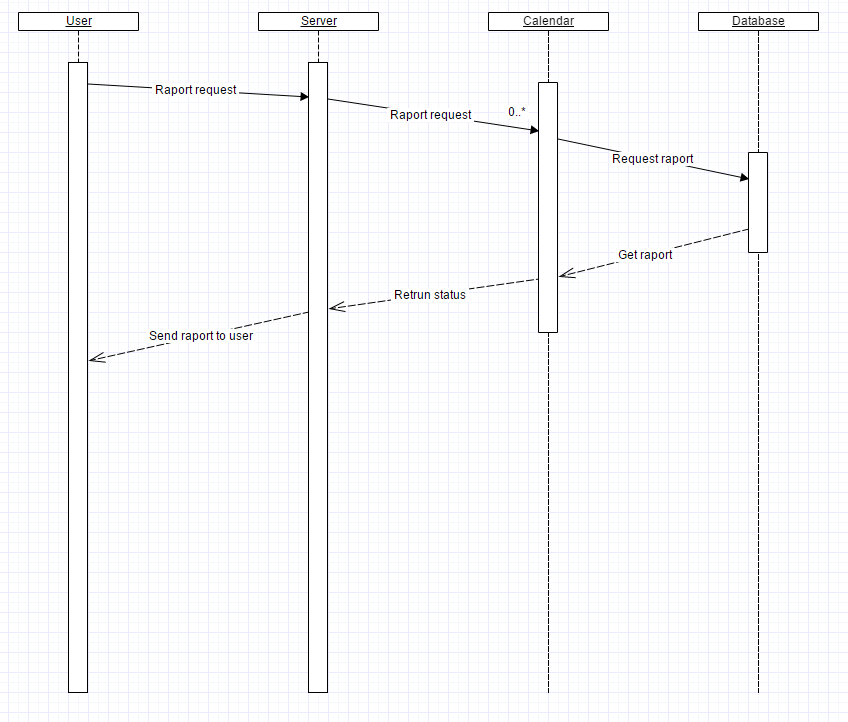 User
Server
Calendar
Database
Raport request
Raport request
0..*
Request raport
Get raport
Retrun status
Send raport to user